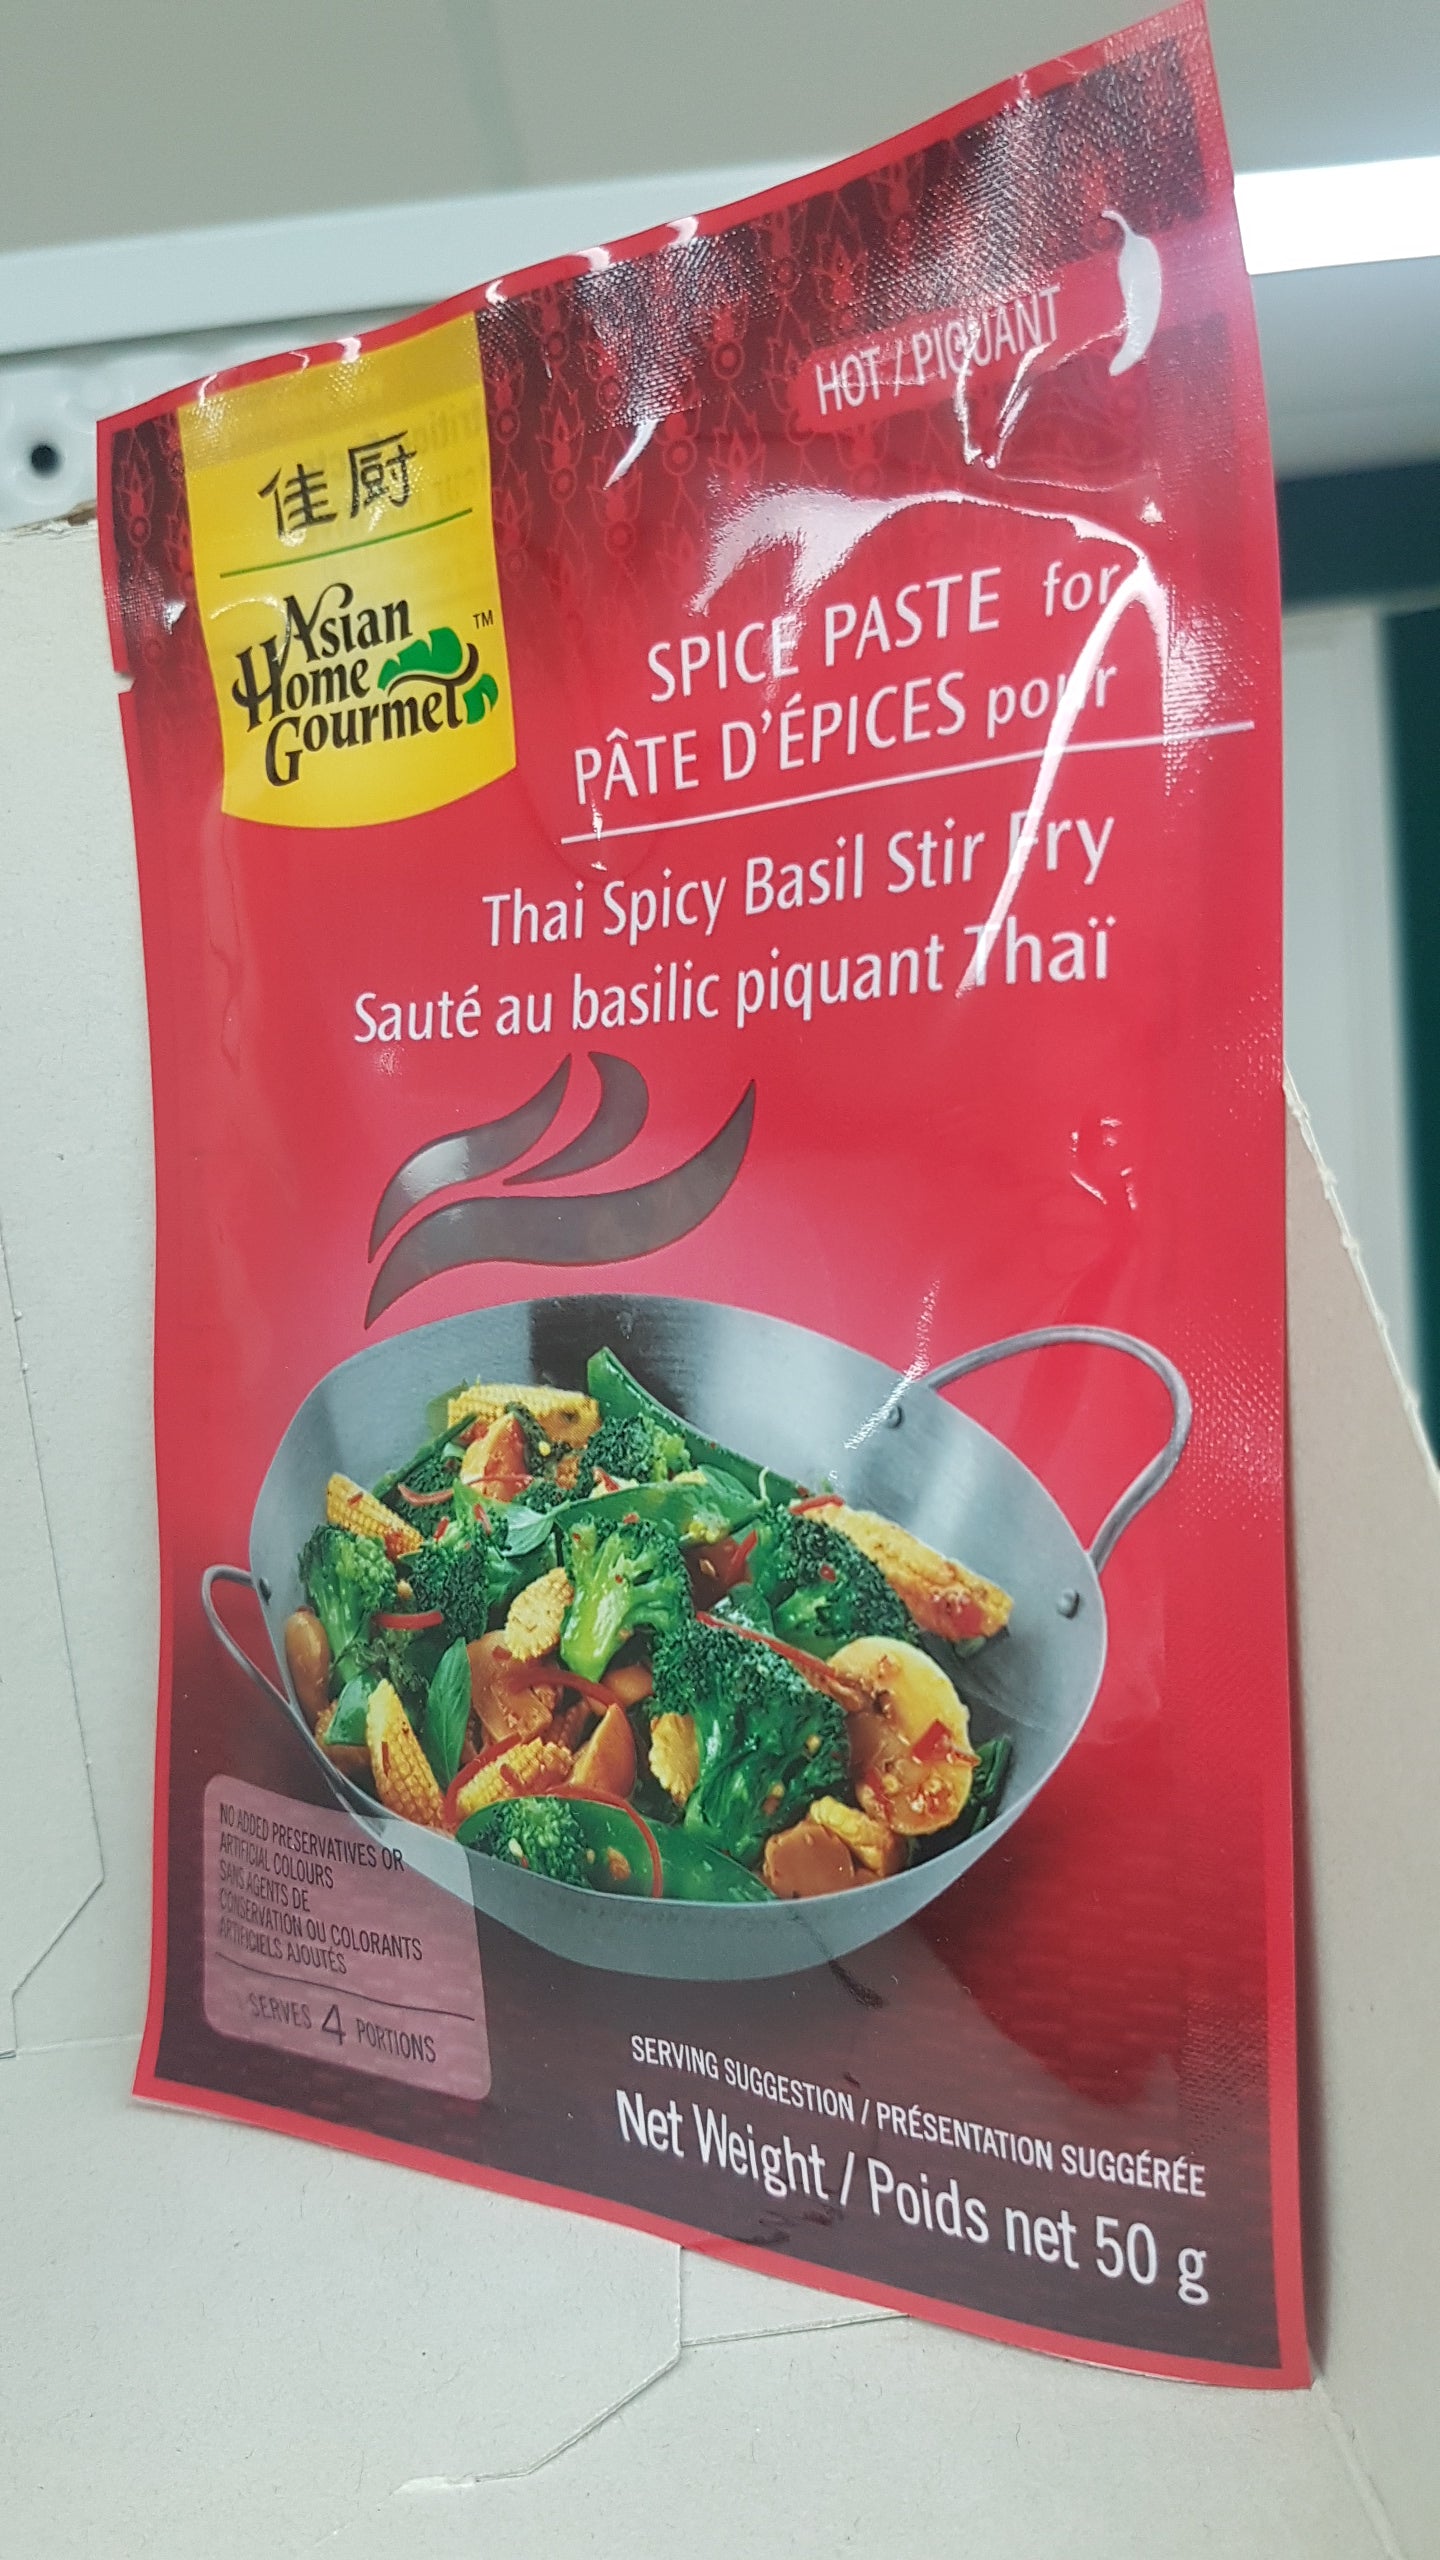 佳厨
Asian
Home
Gourmet™
HOT / PIQUANT
SPICE PASTE for
PÂTE D'ÉPICES pour
Thai Spicy Basil Stir Fry
Sauté au basilic piquant Thaï
NO ADDED PRESERVATIVES OR
ARTIFICIAL COLOURS
SANS AGENTS DE
CONSERVATION OU COLORANTS
ARTIFICIELS AJOUTÉS
SERVES 4 PORTIONS
SERVING SUGGESTION / PRÉSENTATION SUGGÉRÉE
Net Weight / Poids net 50 g